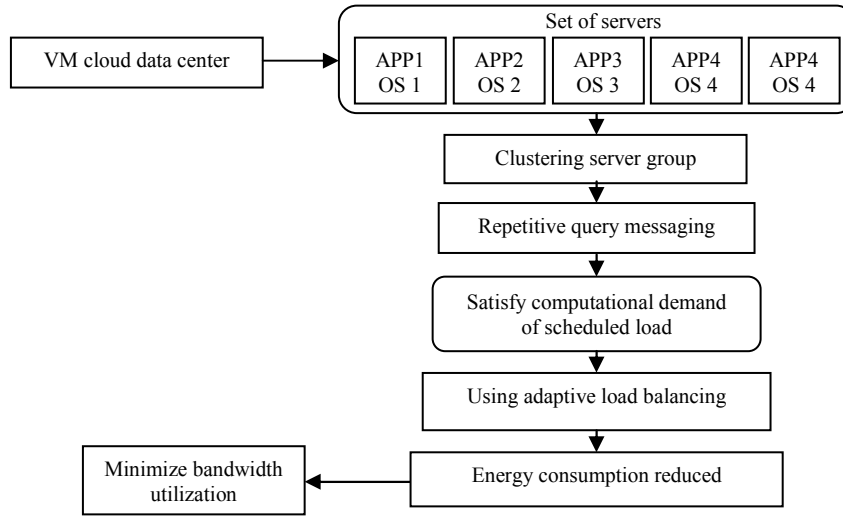 Set of servers
VM cloud data center
APP1 APP2 APP3 APP4 APP4
OS 1 OS 2 OS 3 OS 4 OS 4
Clustering server group
Repetitive query messaging
Satisfy computational demand
of scheduled load
Using adaptive load balancing
Energy consumption reduced
Minimize bandwidth
utilization